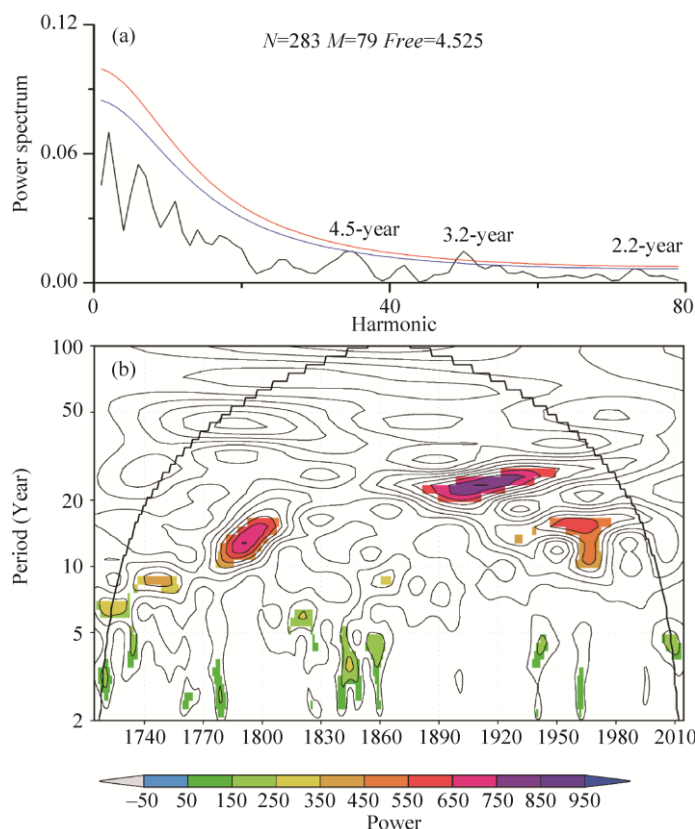 (a) N=283 M=79 Free=4.525
0.12
0.06
0.00
Power spectrum
4.5-year
3.2-year
2.2-year
0 40 80
Harmonic
(b)
100
50
20
10
5
2
Period (Year)
1740 1770 1800 1830 1860 1890 1920 1950 1980 2010
−50 50 150 250 350 450 550 650 750 850 950
Power